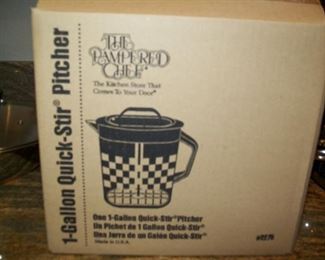 1-Gallon Quick-Stir® Pitcher
THE
PAMPERED
CHEF®
The Kitchen Store That
Comes To Your Door®
One 1-Gallon Quick-Stir® Pitcher
Un Pichet de 1 Gallon Quick-Stir®
Una Jarra de un Galón Quick-Stir®
Made in U.S.A.